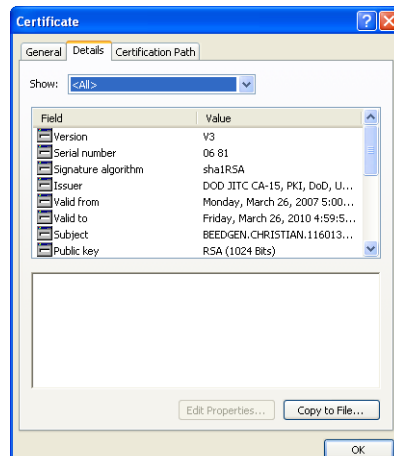 Certificate
General Details Certification Path
Show: <All>
Field Value
Version V3
Serial number 06 81
Signature algorithm sha1RSA
Issuer DOD JITC CA-15, PKI, DoD, U...
Valid from Monday, March 26, 2007 5:00...
Valid to Friday, March 26, 2010 4:59:5...
Subject BEEDGEN.CHRISTIAN.116013...
Public key RSA (1024 Bits)
Edit Properties... Copy to File...
OK